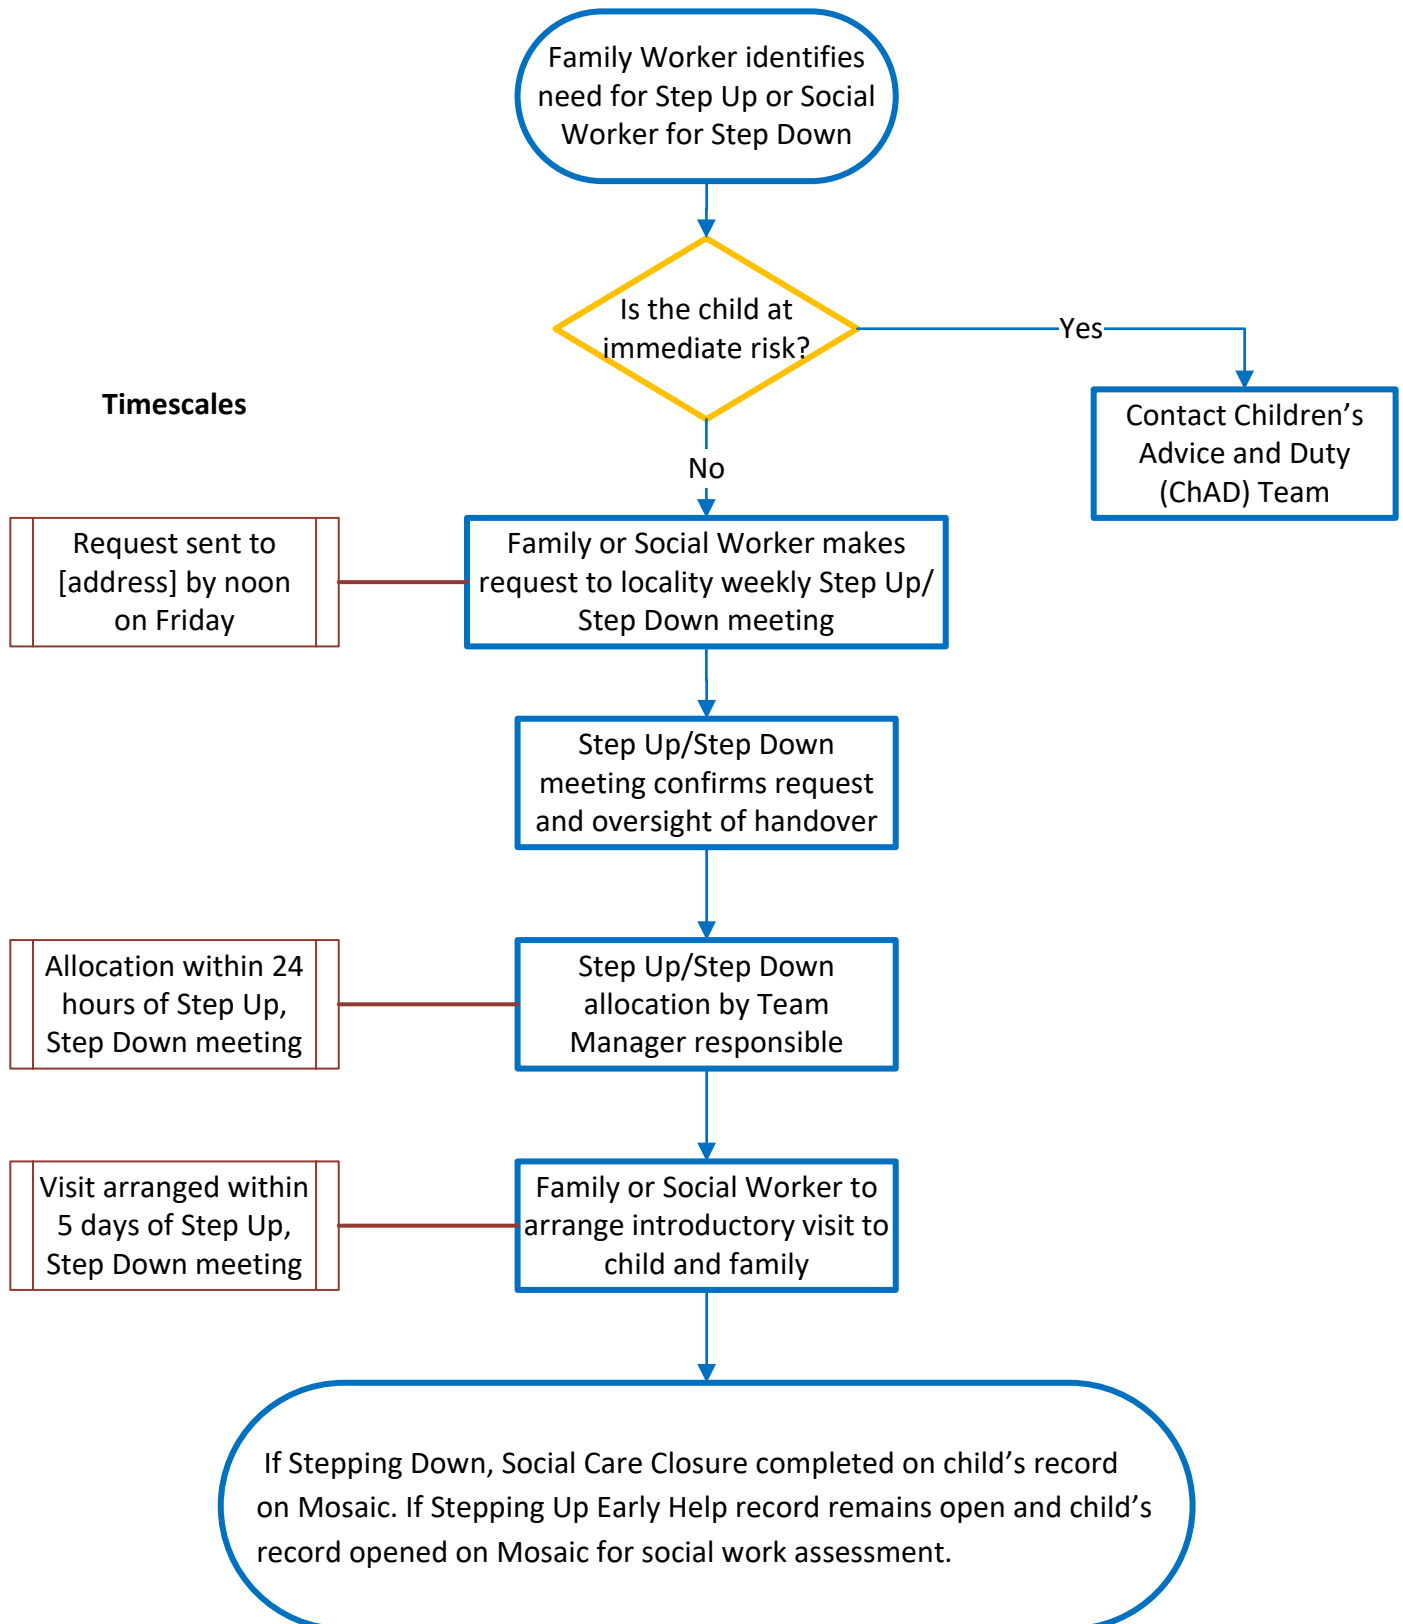 Family Worker identifies
need for Step Up or Social
Worker for Step Down
Is the child at
immediate risk?
Yes
Timescales
Contact Children’s
Advice and Duty
(ChAD) Team
No
Request sent to
[address] by noon
on Friday
Family or Social Worker makes
request to locality weekly Step Up/
Step Down meeting
Step Up/Step Down
meeting confirms request
and oversight of handover
Allocation within 24
hours of Step Up,
Step Down meeting
Step Up/Step Down
allocation by Team
Manager responsible
Visit arranged within
5 days of Step Up,
Step Down meeting
Family or Social Worker to
arrange introductory visit to
child and family
If Stepping Down, Social Care Closure completed on child’s record
on Mosaic. If Stepping Up Early Help record remains open and child’s
record opened on Mosaic for social work assessment.